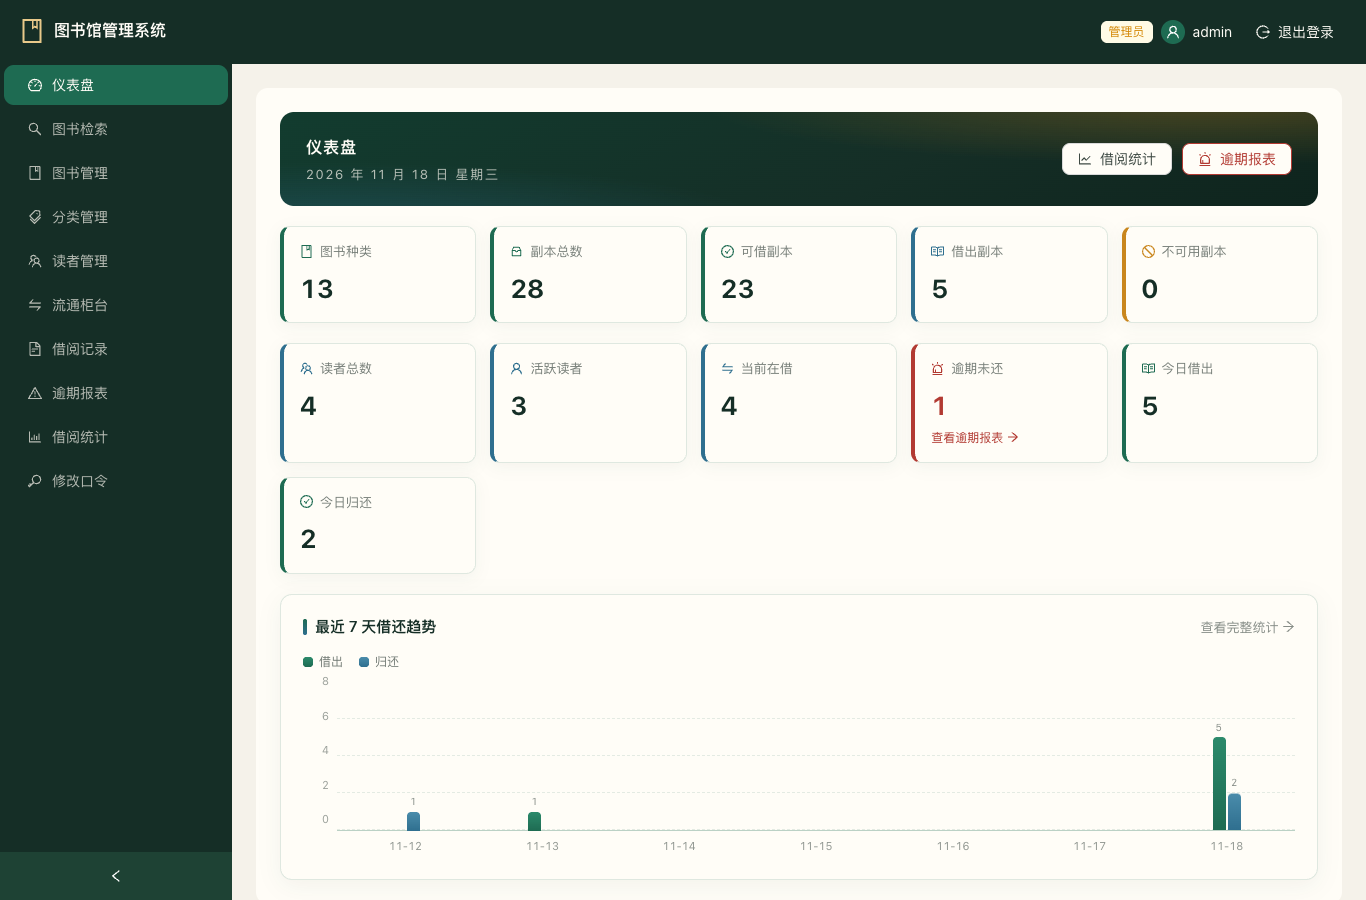 图书馆管理系统
管理员 admin 退出登录
仪表盘
图书检索
图书管理
分类管理
读者管理
流通柜台
借阅记录
逾期报表
借阅统计
修改口令
仪表盘
2026 年 11 月 18 日 星期三
借阅统计 逾期报表
图书种类 副本总数 可借副本 借出副本 不可用副本
13 28 23 5 0
读者总数 活跃读者 当前在借 逾期未还 今日借出
4 3 4 1 5
查看逾期报表
今日归还
2
最近 7 天借还趋势 查看完整统计
借出 归还
8
6
4
2
0
1 1 5 2
11-12 11-13 11-14 11-15 11-16 11-17 11-18